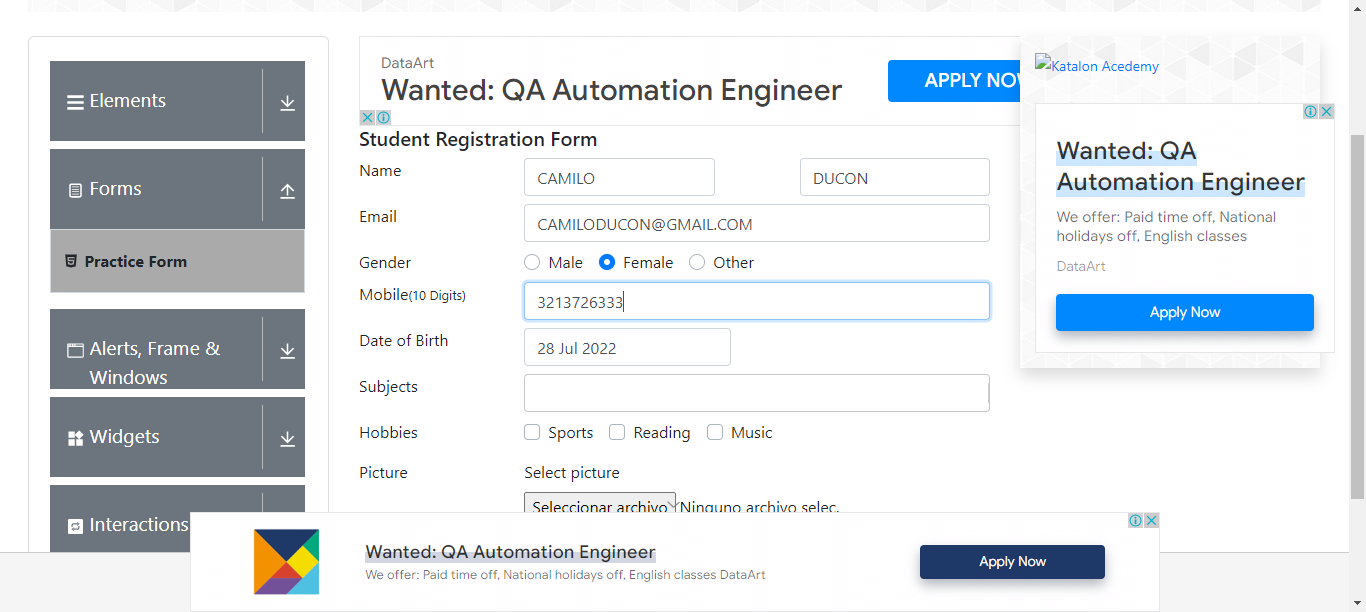 Elements
Forms
Practice Form
Alerts, Frame &
Windows
Widgets
Interactions
DataArt
Wanted: QA Automation Engineer
APPLY NOW
Student Registration Form
Name
CAMILO
DUCON
Email
CAMILODUCON@GMAIL.COM
Gender
Male
Female
Other
Mobile(10 Digits)
3213726333
Date of Birth
28 Jul 2022
Subjects
Hobbies
Sports
Reading
Music
Picture
Select picture
Seleccionar archivo
Ninguno archivo selec.
Katalon Acedemy
Wanted: QA
Automation Engineer
We offer: Paid time off, National
holidays off, English classes
DataArt
Apply Now
Wanted: QA Automation Engineer
We offer: Paid time off, National holidays off, English classes DataArt
Apply Now